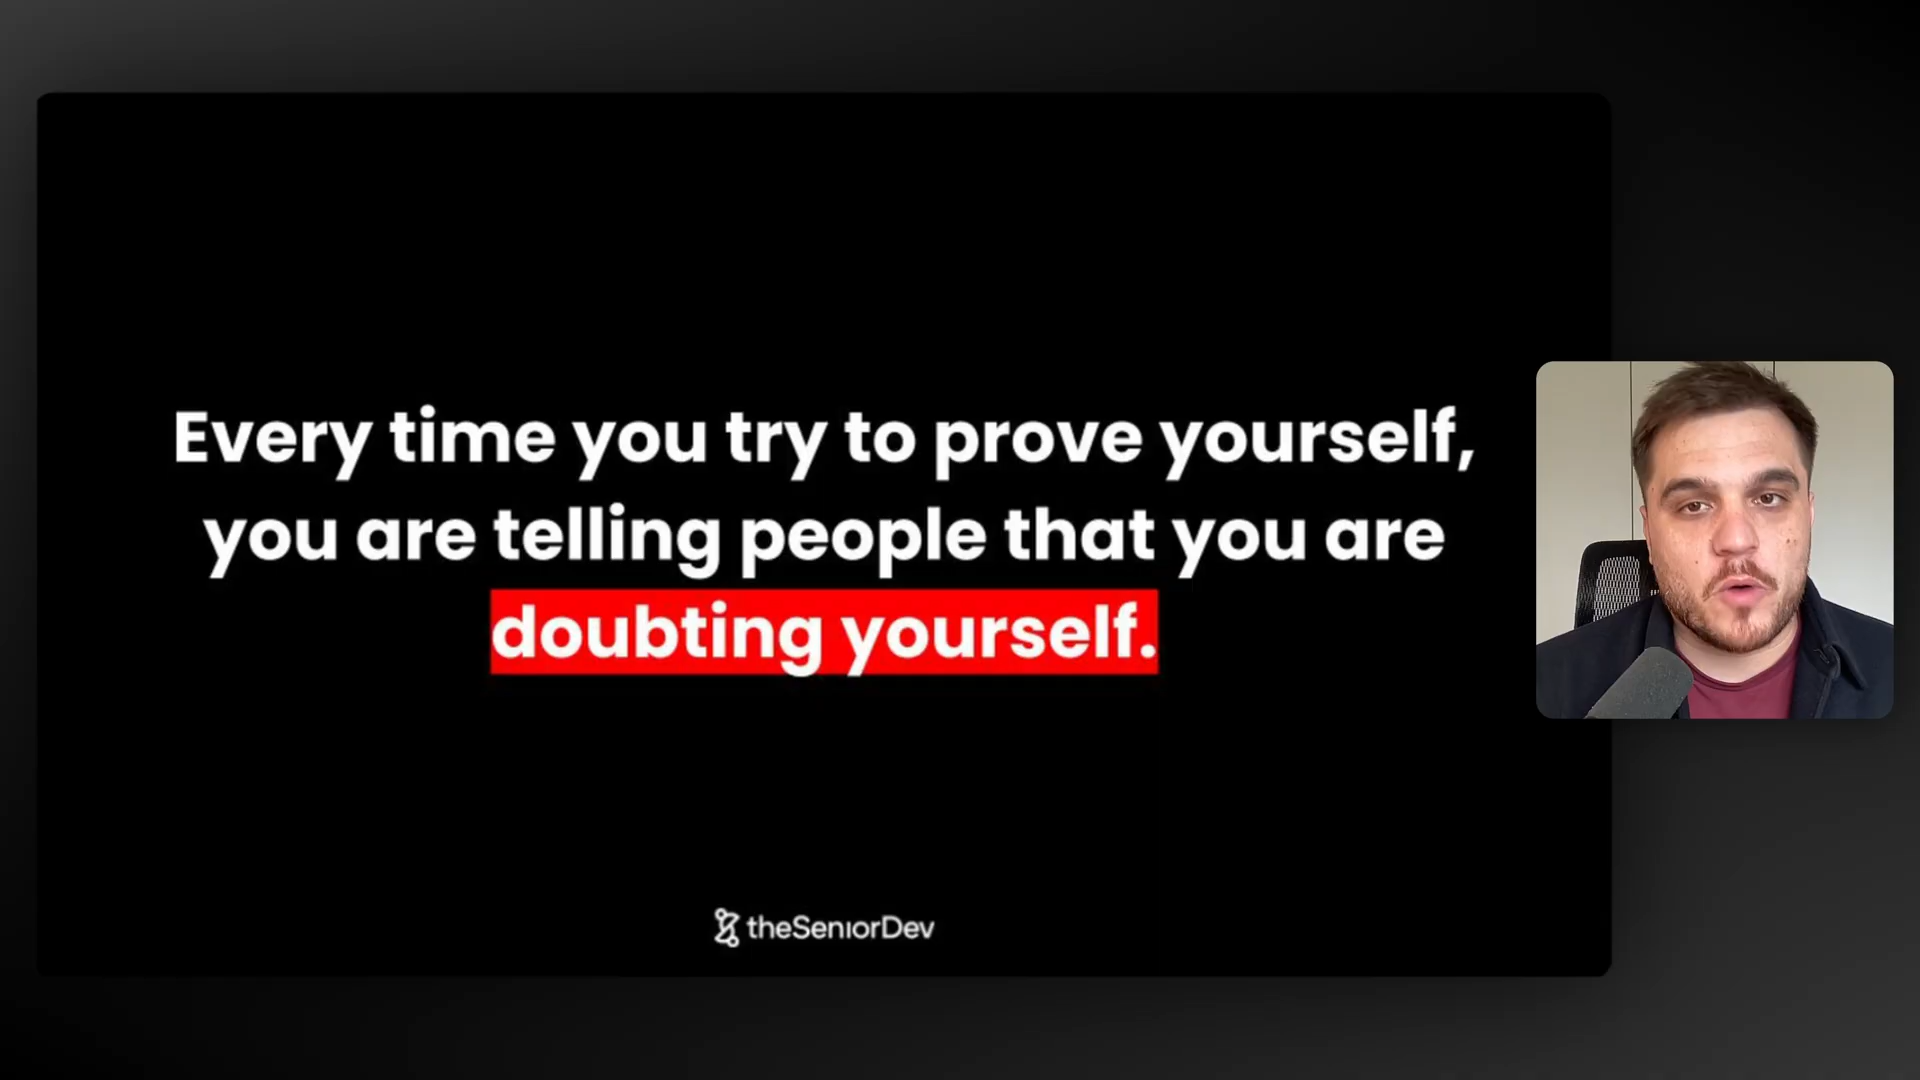 Every time you try to prove yourself,
you are telling people that you are
doubting yourself.
theSeniorDev